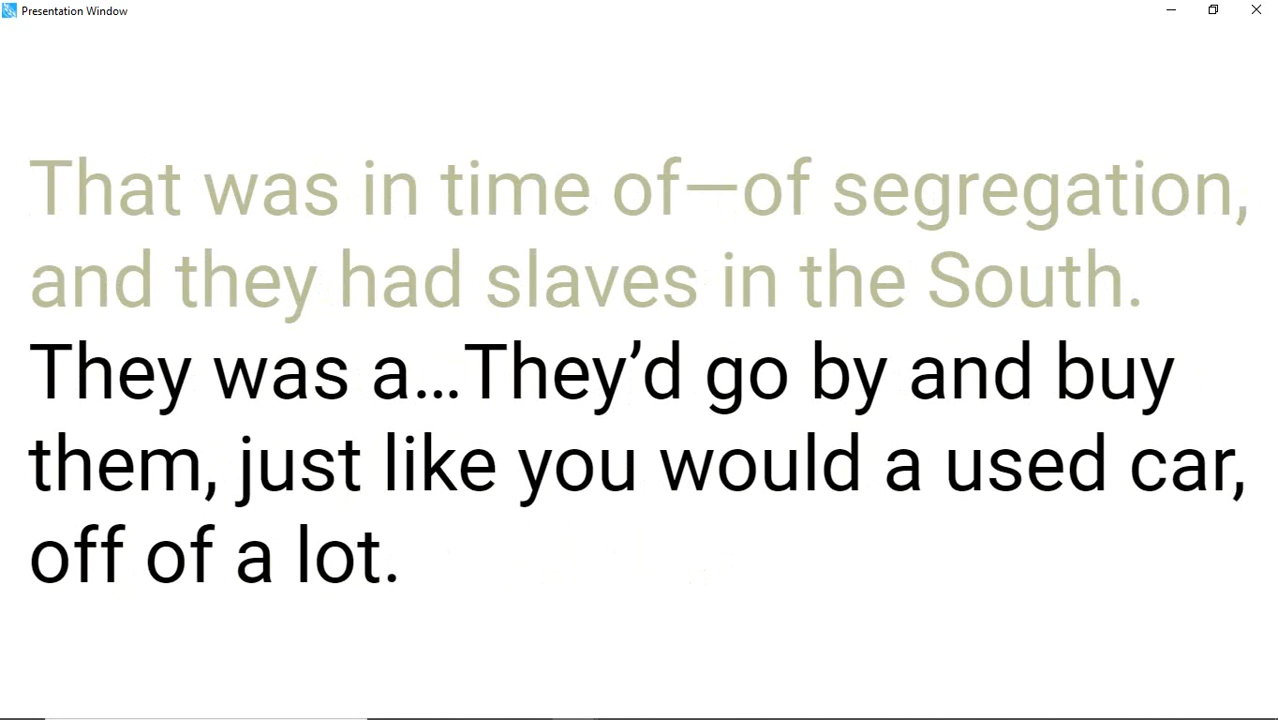 Presentation Window
That was in time of—of segregation,
and they had slaves in the South.
They was a…They’d go by and buy
them, just like you would a used car,
off of a lot.